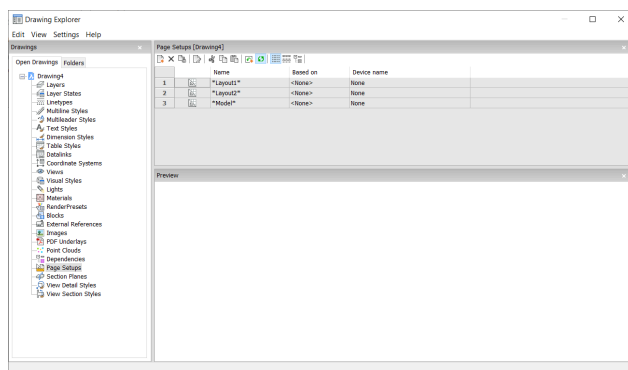 Drawing Explorer
Edit View Settings Help
Drawings
Open Drawings Folders
Drawing4
Layers
Layer States
Linetypes
Multiline Styles
Multileader Styles
Text Styles
Dimension Styles
Table Styles
Datalinks
Coordinate Systems
Views
Visual Styles
Lights
Materials
RenderPresets
Blocks
External References
Images
PDF Underlays
Point Clouds
Dependencies
Page Setups
Section Planes
View Detail Styles
View Section Styles
Page Setups [Drawing4]
Name Based on Device name
1 *Layout1* <None> None
2 *Layout2* <None> None
3 *Model* <None> None
Preview